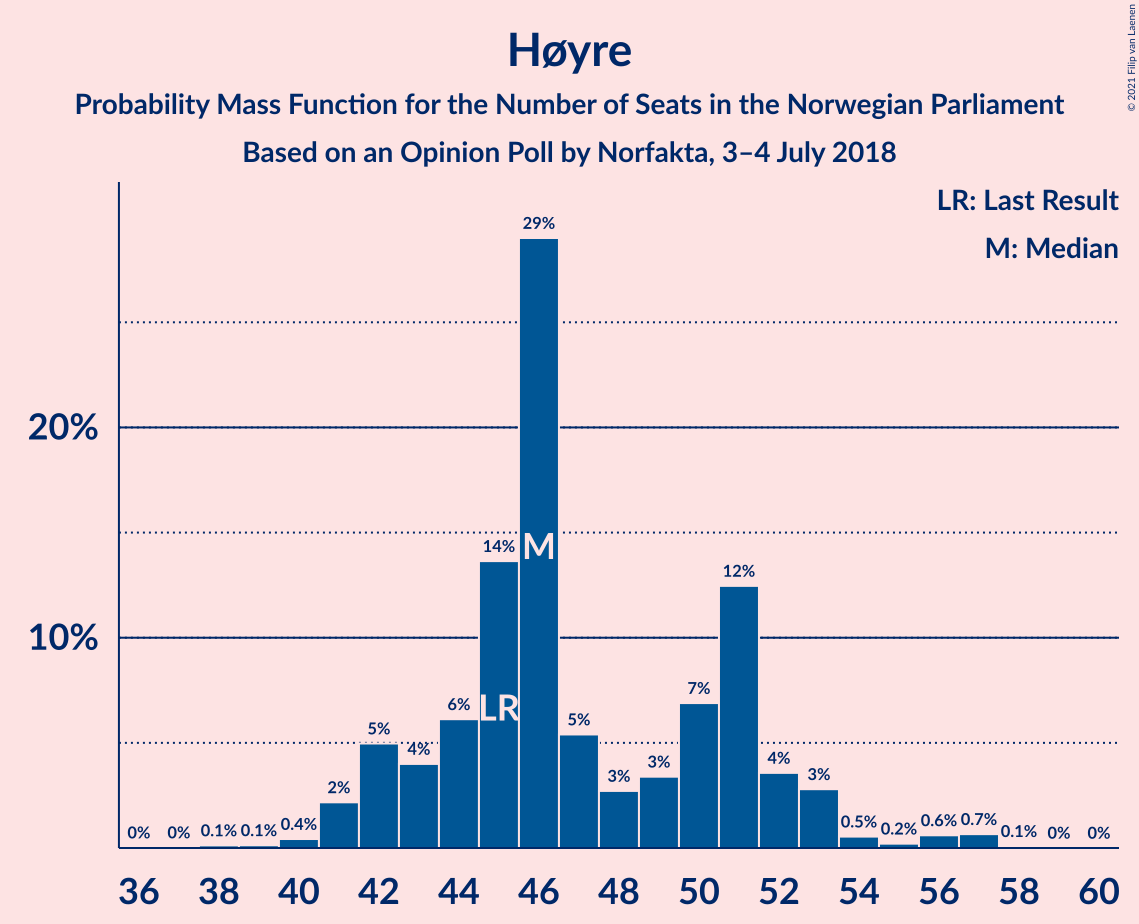 Høyre
Probability Mass Function for the Number of Seats in the Norwegian Parliament
Based on an Opinion Poll by Norfakta, 3–4 July 2018
© 2021 Filip van Laenen
LR: Last Result
M: Median
20%
10%
0% 0% 0.1% 0.1% 0.4% 2% 5% 4% 6% 14% 29% 5% 3% 3% 7% 12% 4% 3% 0.5% 0.2% 0.6% 0.7% 0.1% 0% 0%
LR M
36 38 40 42 44 46 48 50 52 54 56 58 60